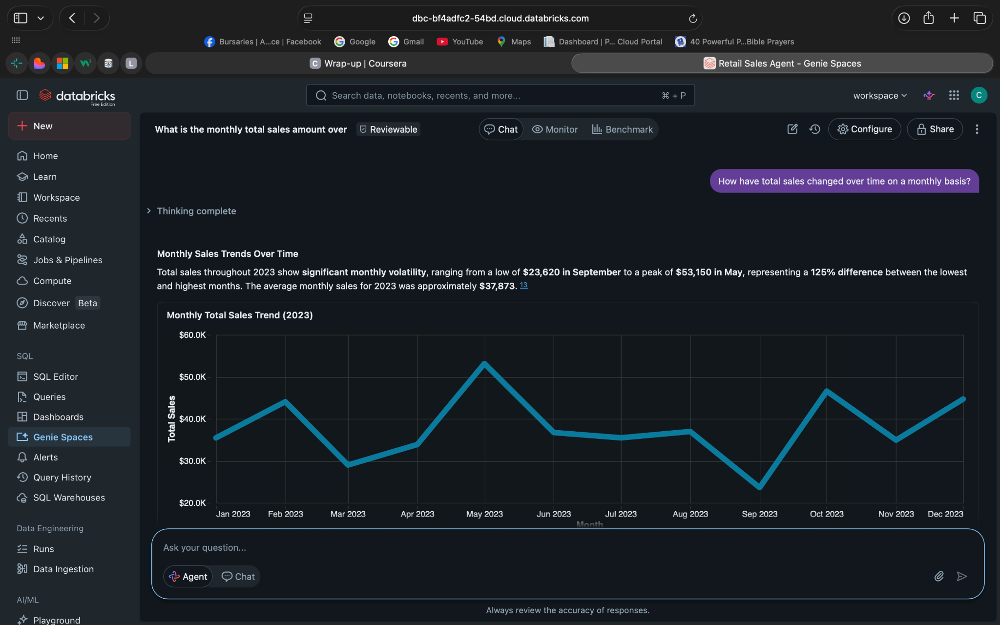 dbc-bf4adfc2-54bd.cloud.databricks.com
Bursaries | A...ce | Facebook
Google
Gmail
YouTube
Maps
Dashboard | P... Cloud Portal
40 Powerful P...Bible Prayers
L
C Wrap-up | Coursera
Retail Sales Agent - Genie Spaces
databricks
Free Edition
Search data, notebooks, recents, and more...
⌘ + P
workspace
C
New
Home
Learn
Workspace
Recents
Catalog
Jobs & Pipelines
Compute
Discover Beta
Marketplace
SQL
SQL Editor
Queries
Dashboards
Genie Spaces
Alerts
Query History
SQL Warehouses
Data Engineering
Runs
Data Ingestion
AI/ML
Playground
What is the monthly total sales amount over
Reviewable
Chat
Monitor
Benchmark
Configure
Share
How have total sales changed over time on a monthly basis?
Thinking complete
Monthly Sales Trends Over Time
Total sales throughout 2023 show significant monthly volatility, ranging from a low of $23,620 in September to a peak of $53,150 in May, representing a 125% difference between the lowest
and highest months. The average monthly sales for 2023 was approximately $37,873. 13
Monthly Total Sales Trend (2023)
$60.0K
$50.0K
$40.0K
$30.0K
$20.0K
Total Sales
Jan 2023
Feb 2023
Mar 2023
Apr 2023
May 2023
Jun 2023
Jul 2023
Aug 2023
Sep 2023
Oct 2023
Nov 2023
Dec 2023
Month
Ask your question...
Agent
Chat
Always review the accuracy of responses.